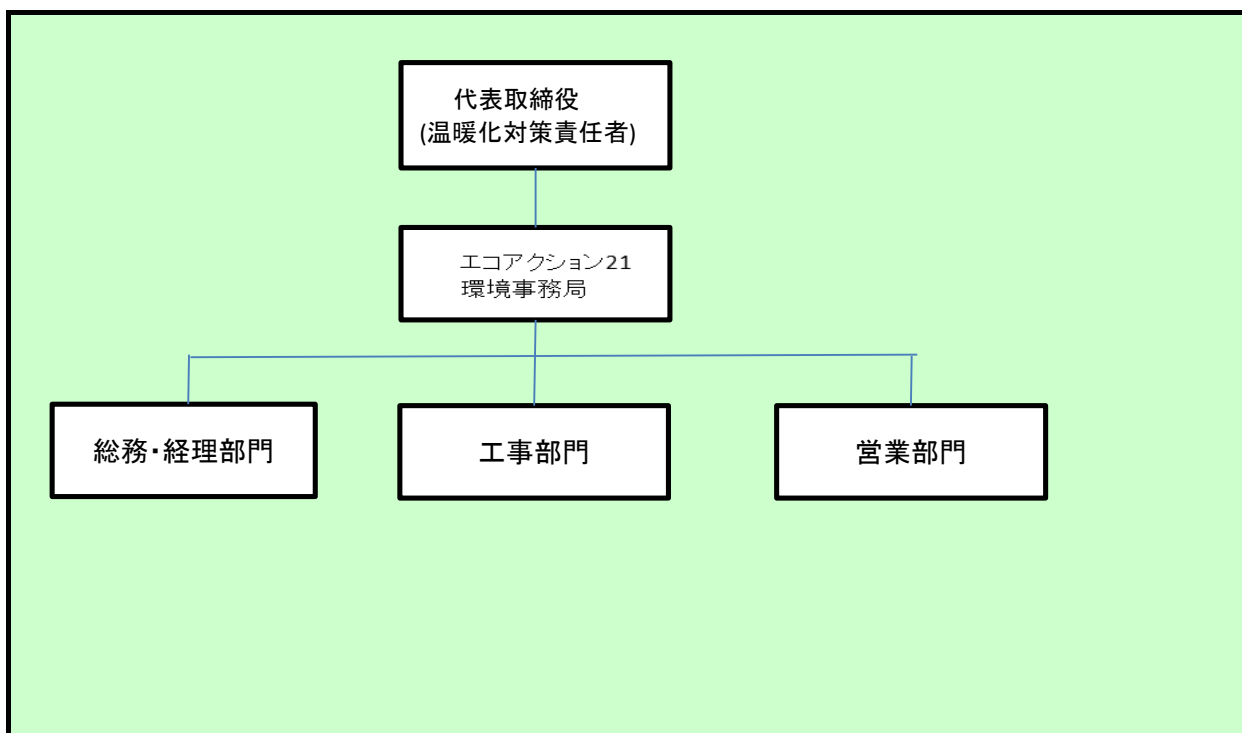 代表取締役
(温暖化対策責任者)
エコアクション21
環境事務局
総務・経理部門
工事部門
営業部門